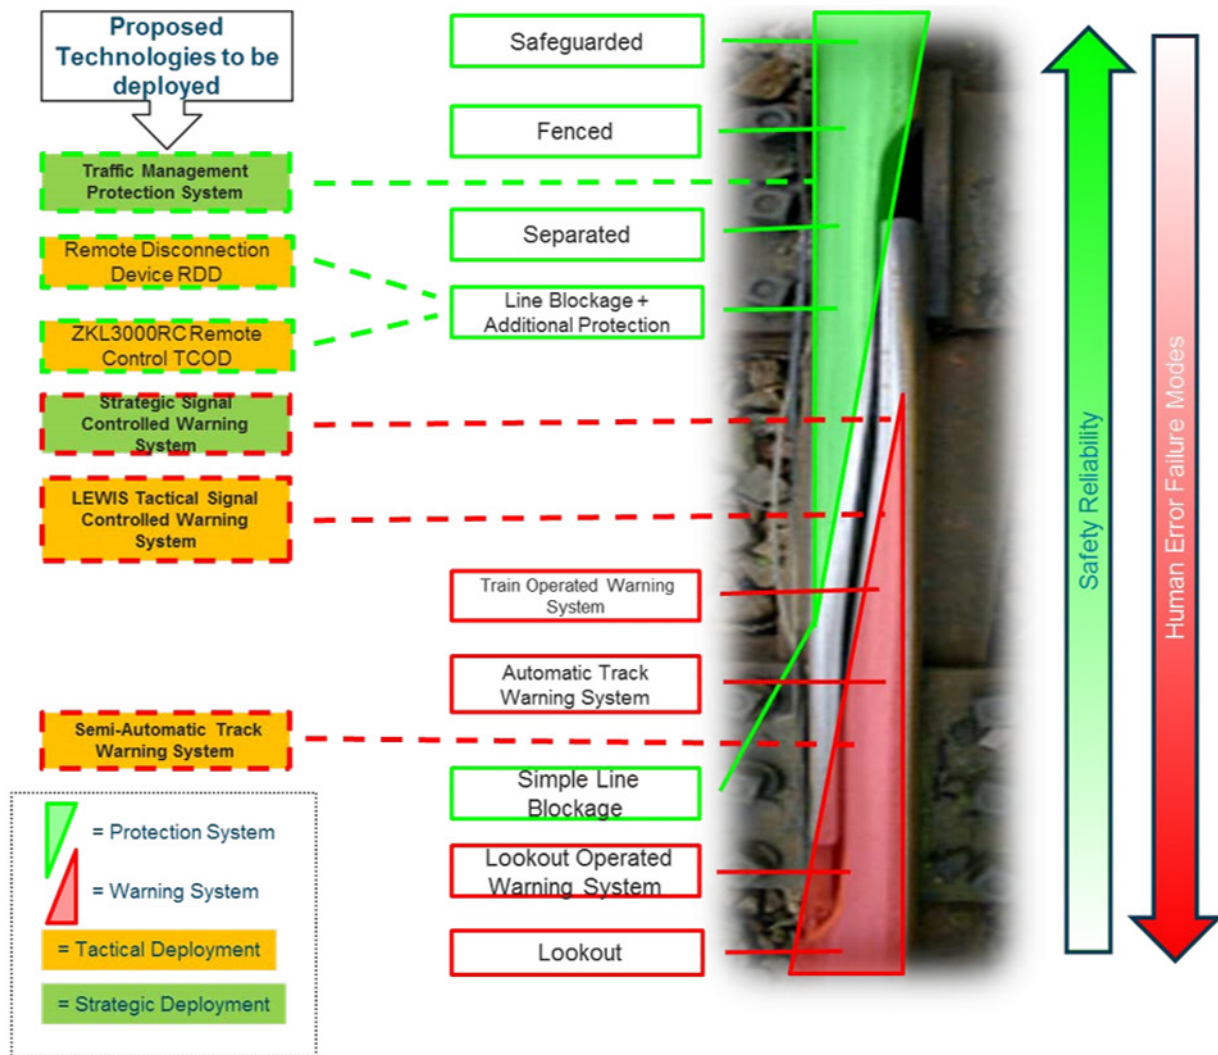 Proposed
Technologies to be
deployed
Traffic Management
Protection System
Remote Disconnection
Device RDD
ZKL3000RC Remote
Control TCOD
Strategic Signal
Controlled Warning
System
LEWIS Tactical Signal
Controlled Warning
System
Semi-Automatic Track
Warning System
= Protection System
= Warning System
= Tactical Deployment
= Strategic Deployment
Safeguarded
Fenced
Separated
Line Blockage +
Additional Protection
Train Operated Warning
System
Automatic Track
Warning System
Simple Line
Blockage
Lookout Operated
Warning System
Lookout
Safety Reliability
Human Error Failure Modes